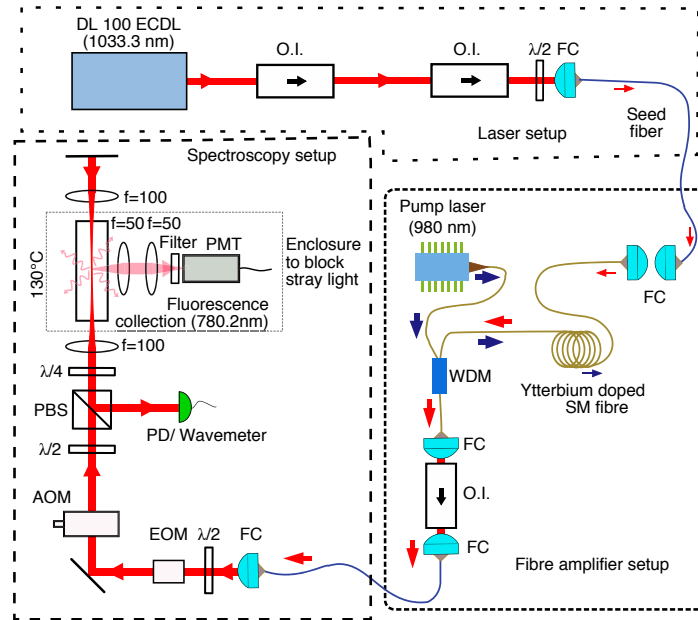 DL 100 ECDL
(1033.3 nm)
O.I.
O.I.
λ/2
FC
Seed
fiber
Laser setup
Spectroscopy setup
f=100
f=50
f=50
Filter
PMT
130°C
Enclosure
to block
stray light
Fluorescence
collection (780.2nm)
f=100
λ/4
PBS
PD/ Wavemeter
λ/2
AOM
EOM
λ/2
FC
Pump laser
(980 nm)
FC
WDM
Ytterbium doped
SM fibre
FC
O.I.
FC
Fibre amplifier setup